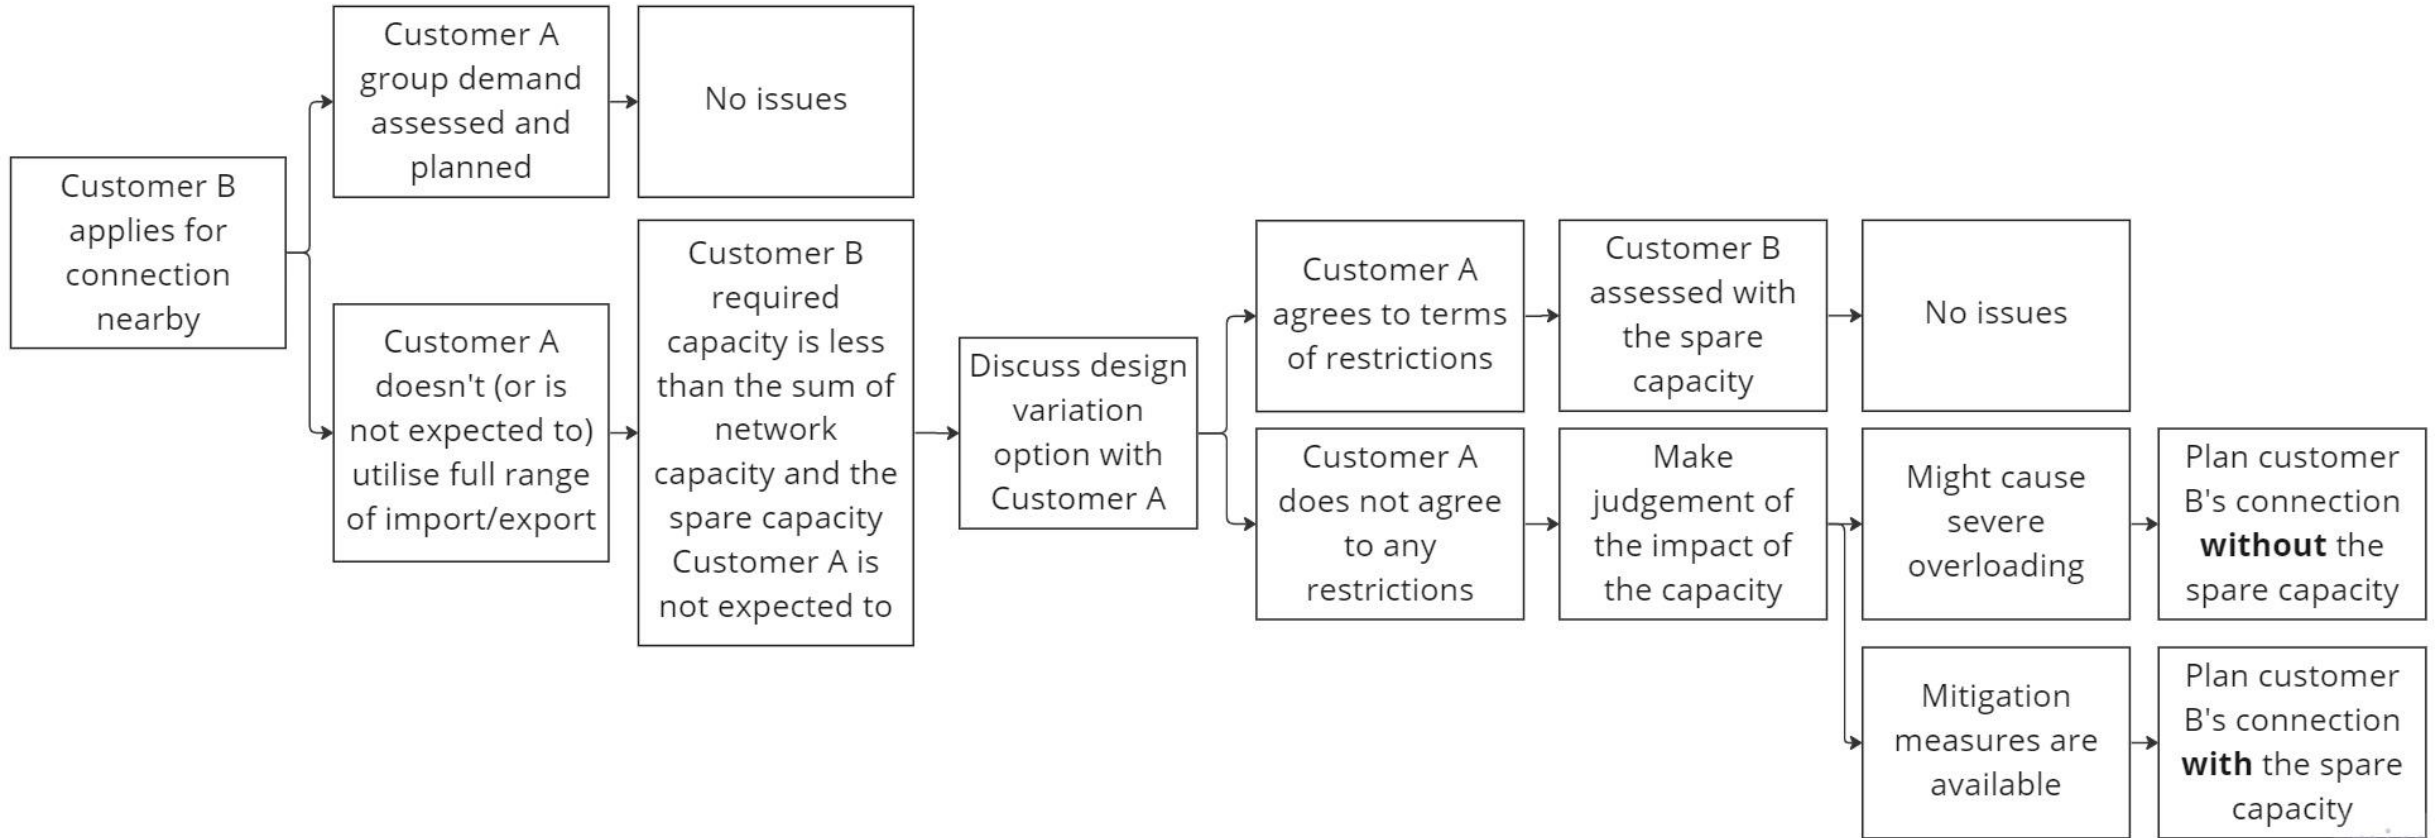 Customer A
group demand
assessed and
planned
No issues
Customer B
applies for
connection
nearby
Customer A
doesn't (or is
not expected to)
utilise full range
of import/export
Customer B
required
capacity is less
than the sum of
network
capacity and the
spare capacity
Customer A is
not expected to
Discuss design
variation
option with
Customer A
Customer A
agrees to terms
of restrictions
Customer B
assessed with
the spare
capacity
No issues
Customer A
does not agree
to any
restrictions
Make
judgement of
the impact of
the capacity
Might cause
severe
overloading
Plan customer
B's connection
without the
spare capacity
Mitigation
measures are
available
Plan customer
B's connection
with the spare
capacity